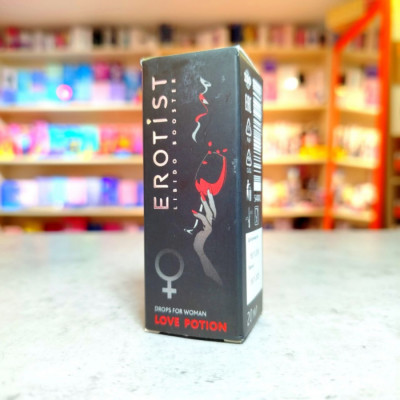 EROTIST
LIBIDO BOOSTER
DROPS FOR WOMAN
LOVE POTION